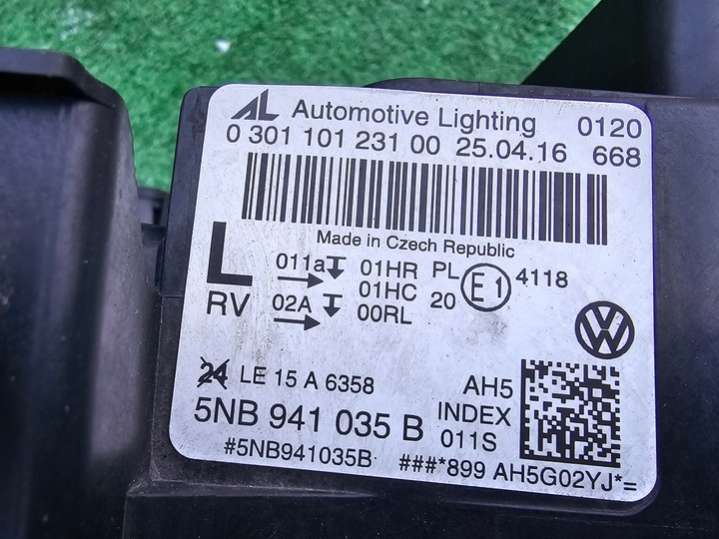 AL Automotive Lighting 0120
0 301 101 231 00 25.04.16 668
Made in Czech Republic
L 011a 01HR PL E1 4118
01HC 20
RV 02A 00RL
24 LE 15 A 6358 AH5
5NB 941 035 B INDEX
011S
#5NB941035B ###*899 AH5G02YJ*=